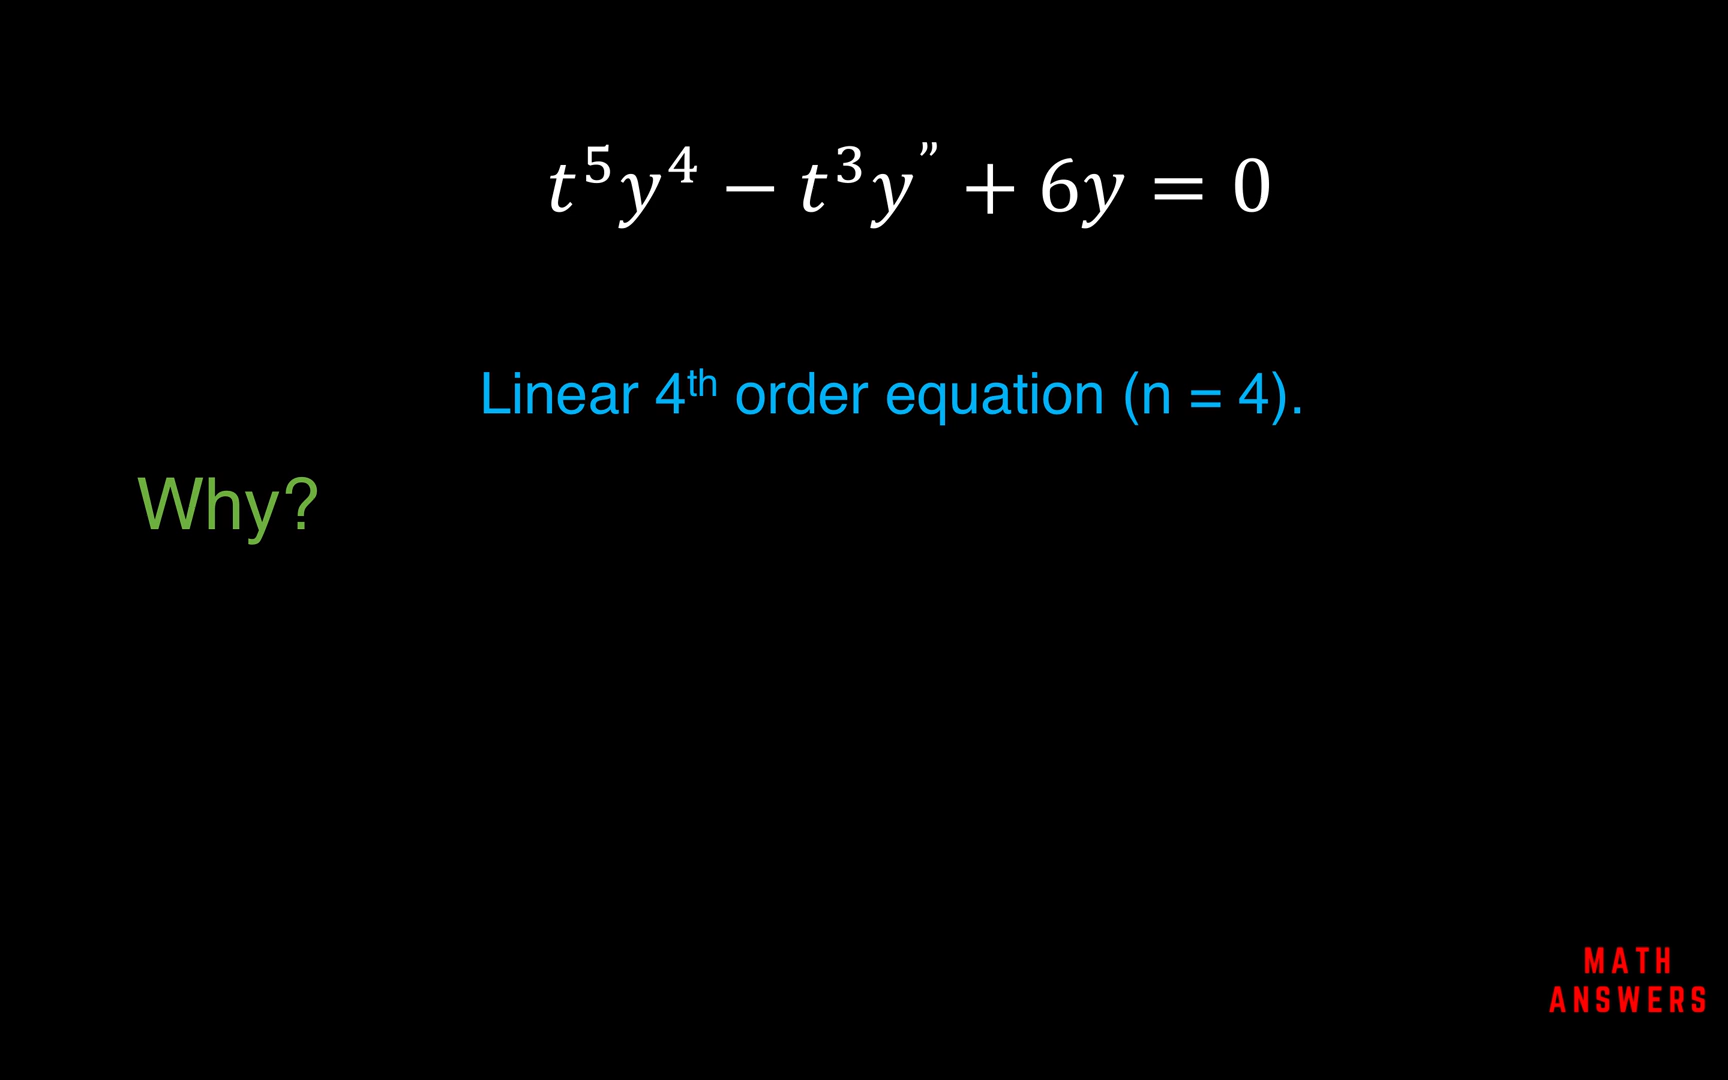 t⁵y⁴ − t³y” + 6y = 0
Linear 4ᵗʰ order equation (n = 4).
Why?
MATH
ANSWERS